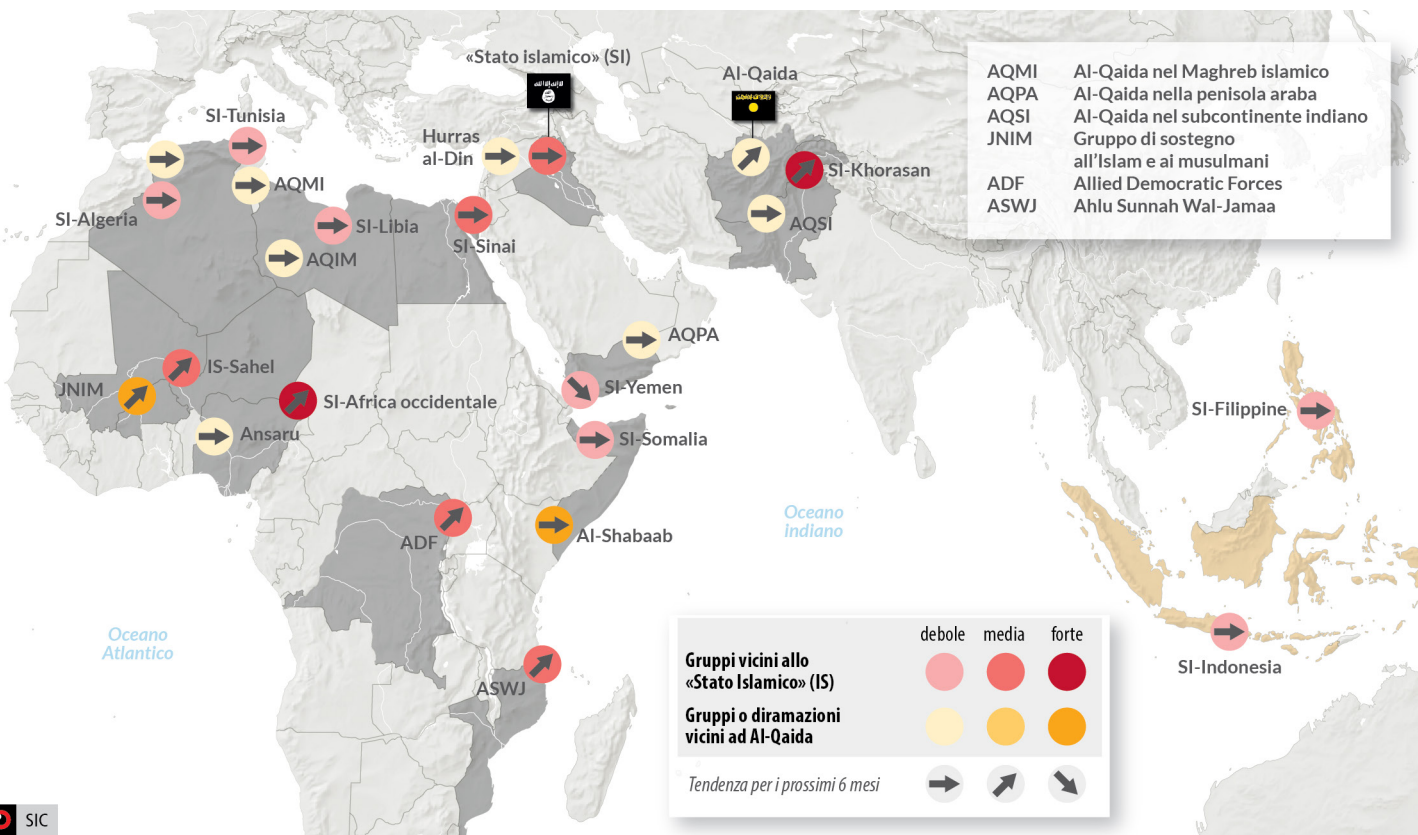 «Stato islamico» (SI)
Al-Qaida
SI-Tunisia
Hurras
al-Din
AQMI
SI-Algeria
SI-Libia
AQIM
SI-Sinai
SI-Khorasan
AQSI
AQPA
SI-Yemen
IS-Sahel
JNIM
SI-Africa occidentale
Ansaru
SI-Somalia
ADF
Al-Shabaab
ASWJ
SI-Filippine
SI-Indonesia
Oceano
indiano
Oceano
Atlantico
AQMI Al-Qaida nel Maghreb islamico
AQPA Al-Qaida nella penisola araba
AQSI Al-Qaida nel subcontinente indiano
JNIM Gruppo di sostegno
all'Islam e ai musulmani
ADF Allied Democratic Forces
ASWJ Ahlu Sunnah Wal-Jamaa
debole media forte
Gruppi vicini allo
«Stato Islamico» (IS)
Gruppi o diramazioni
vicini ad Al-Qaida
Tendenza per i prossimi 6 mesi
SIC